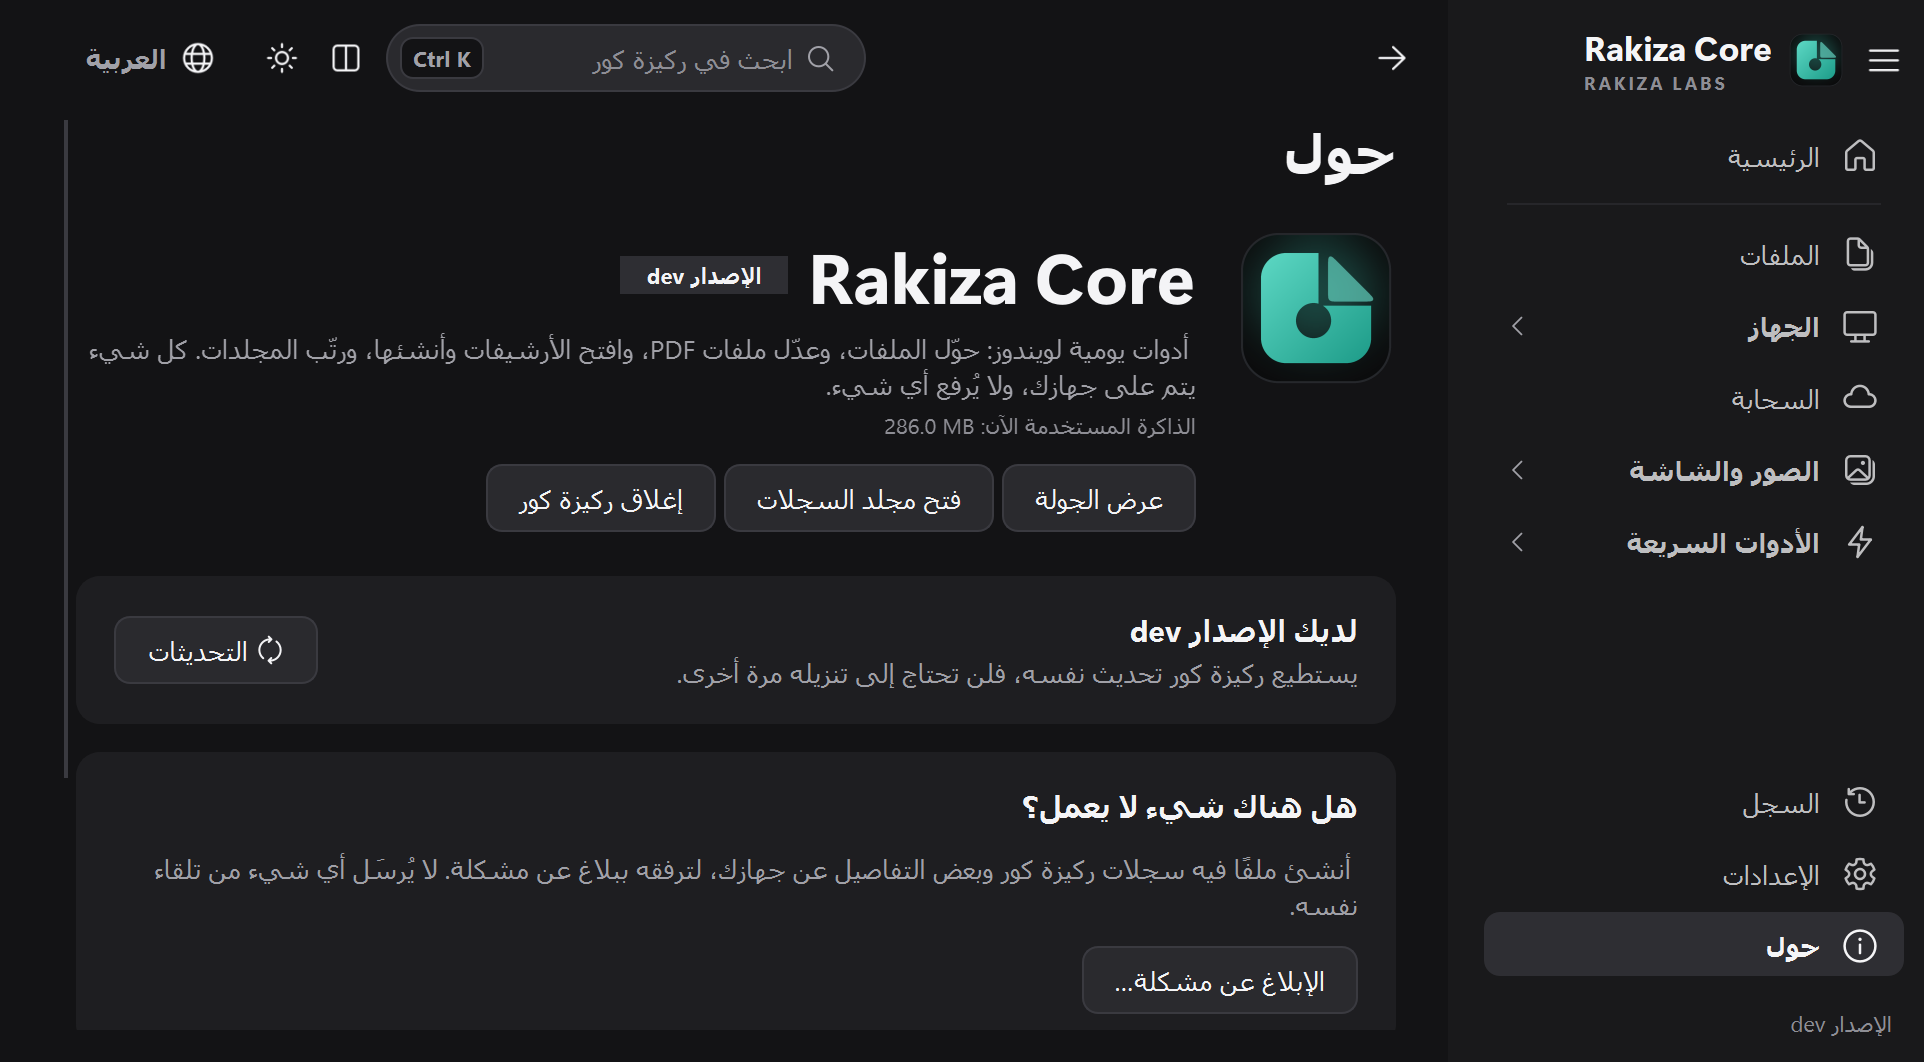 Rakiza Core
RAKIZA LABS
الرئيسية
الملفات
الجهاز
السحابة
الصور والشاشة
الأدوات السريعة
السجل
الإعدادات
حول
الإصدار dev
ابحث في ركيزة كور
Ctrl K
العربية
حول
Rakiza Core
الإصدار dev
أدوات يومية لويندوز: حوّل الملفات، وعدّل ملفات PDF، وافتح الأرشيفات وأنشئها، ورتّب المجلدات. كل شيء
يتم على جهازك، ولا يُرفع أي شيء.
الذاكرة المستخدمة الآن: 286.0 MB
عرض الجولة
فتح مجلد السجلات
إغلاق ركيزة كور
لديك الإصدار dev
يستطيع ركيزة كور تحديث نفسه، فلن تحتاج إلى تنزيله مرة أخرى.
التحديثات
هل هناك شيء لا يعمل؟
أنشئ ملفًا فيه سجلات ركيزة كور وبعض التفاصيل عن جهازك، لترفقه ببلاغ عن مشكلة. لا يُرسَل أي شيء من تلقاء
نفسه.
الإبلاغ عن مشكلة...